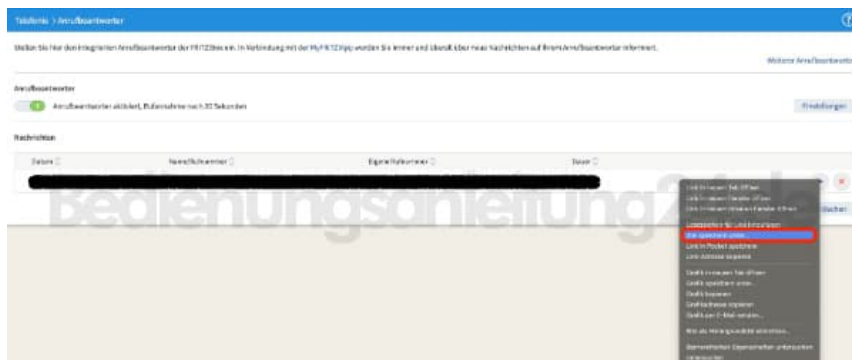 Telefonie > Anrufbeantworter
Stellen Sie hier den integrierten Anrufbeantworter der FRITZ!Box ein. In Verbindung mit der MyFRITZ!App werden Sie immer und überall über neue Nachrichten auf Ihrem Anrufbeantworter informiert.
Weiterer Anrufbeantworter
Anrufbeantworter
Anrufbeantworter aktiviert, Rufannahme nach 20 Sekunden
Einstellungen
Nachrichten
Datum
Name/Rufnummer
Eigene Rufnummer
Dauer
Bedienungsanleitung24.de
löschen
Link in neuem Tab öffnen
Link in neuem Fenster öffnen
Link in neuem privaten Fenster öffnen
Lesezeichen für Link hinzufügen
Ziel speichern unter...
Link in Pocket speichern
Link-Adresse kopieren
Grafik in neuem Tab öffnen
Grafik speichern unter...
Grafik kopieren
Grafikadresse kopieren
Grafik per E-Mail senden...
Bild als Hintergrundbild einrichten...
Barrierefreiheit-Eigenschaften untersuchen
Untersuchen